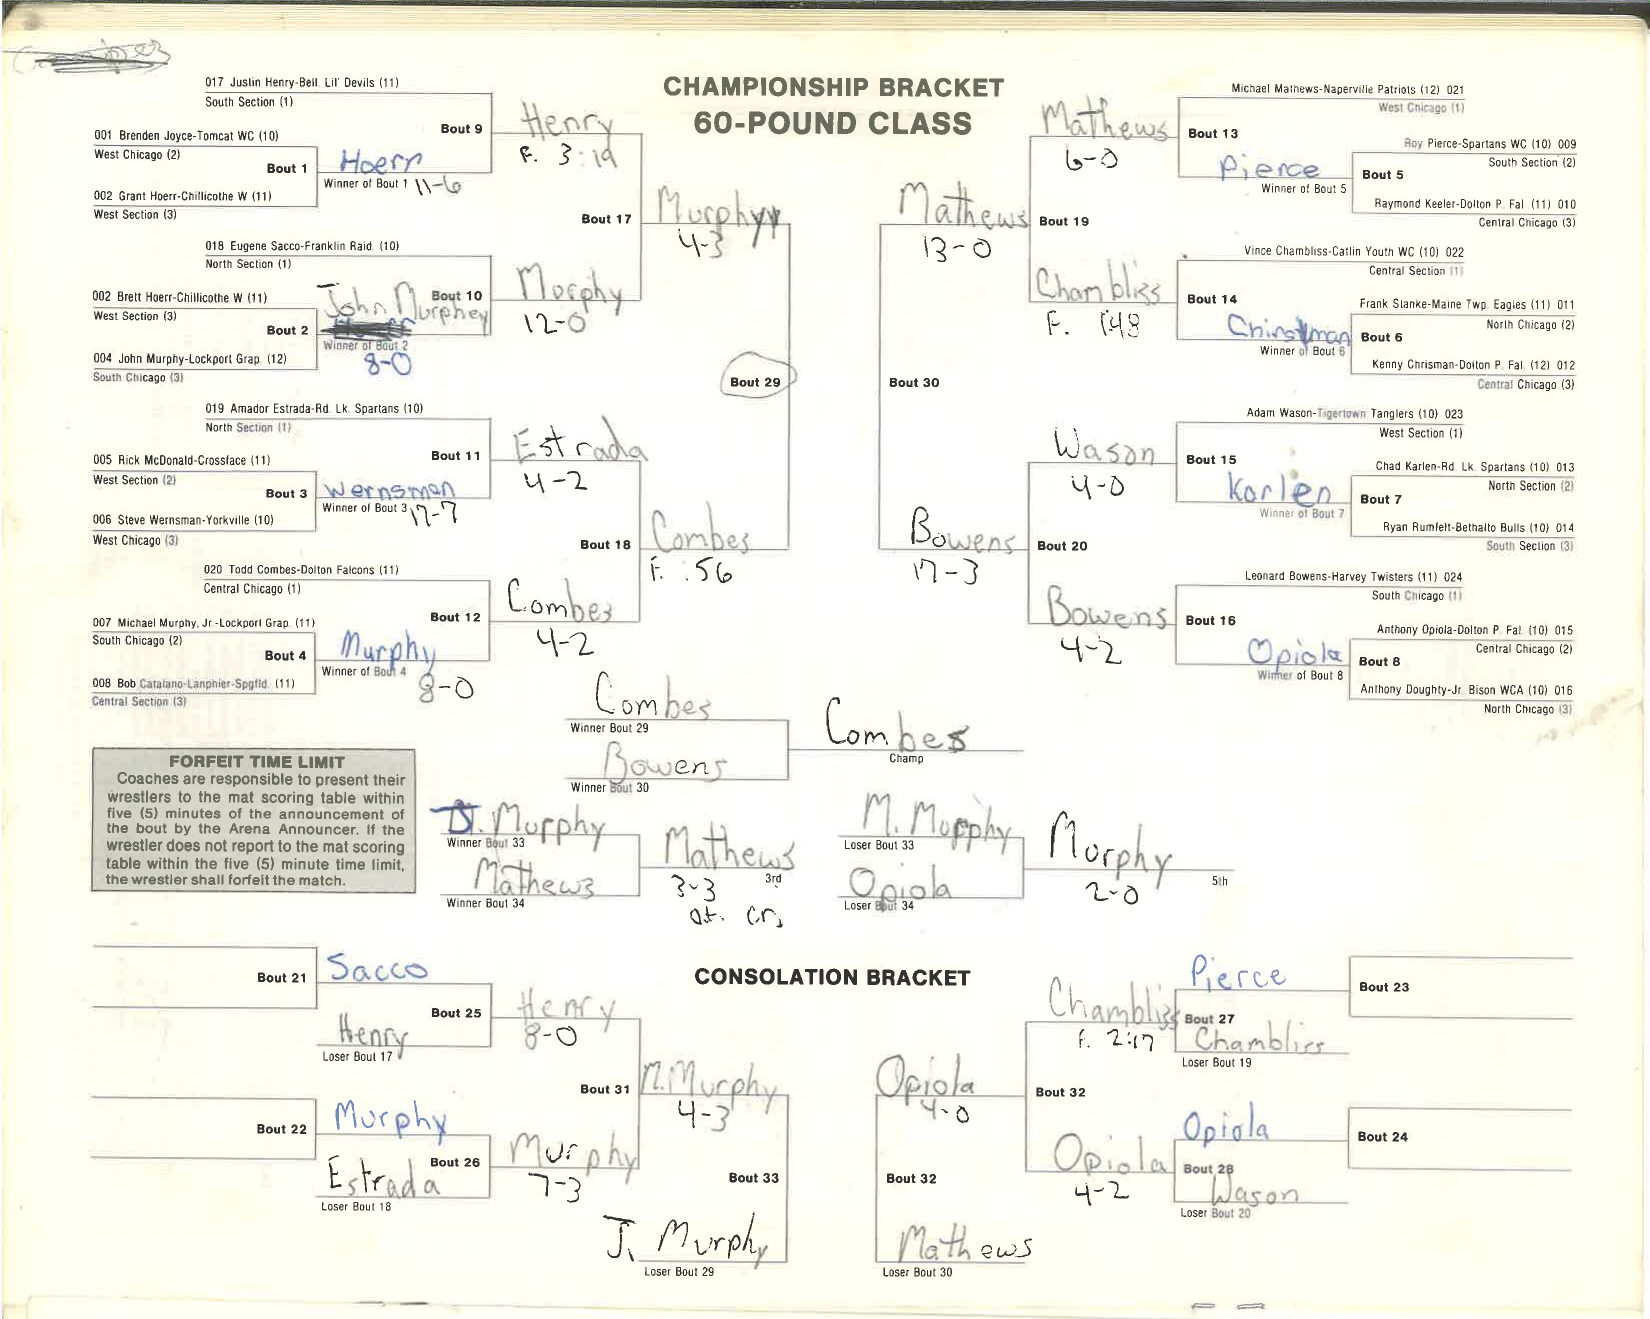 CHAMPIONSHIP BRACKET
60-POUND CLASS
017 Justin Henry-Bell Lil' Devils (11)
South Section (1)
Bout 9
Henry
F. 3:19
001 Brenden Joyce-Tomcat WC (10)
West Chicago (2)
Bout 1
Hoerr
Winner of Bout 1 11-6
002 Grant Hoerr-Chillicothe W (11)
West Section (3)
Bout 17
Murphy
4-3
018 Eugene Sacco-Franklin Raid. (10)
North Section (1)
Bout 10
Murphy
12-0
002 Brett Hoerr-Chillicothe W (11)
West Section (3)
Bout 2
John Murphey
Winner of Bout 2
8-0
004 John Murphy-Lockport Grap. (12)
South Chicago (3)
Bout 29
019 Amador Estrada-Rd. Lk. Spartans (10)
North Section (1)
Bout 11
Estrada
4-2
005 Rick McDonald-Crossface (11)
West Section (2)
Bout 3
Wernsman
Winner of Bout 3 17-7
006 Steve Wernsman-Yorkville (10)
West Chicago (3)
Bout 18
Combes
F. :56
020 Todd Combes-Dolton Falcons (11)
Central Chicago (1)
Bout 12
Combes
4-2
007 Michael Murphy, Jr.-Lockport Grap. (11)
South Chicago (2)
Bout 4
Murphy
Winner of Bout 4
8-0
008 Bob Catalano-Lanphier-Spgfld. (11)
Central Section (3)
Michael Mathews-Naperville Patriots (12) 021
West Chicago (1)
Mathews
6-0
Bout 13
Roy Pierce-Spartans WC (10) 009
South Section (2)
Pierce
Winner of Bout 5
Bout 5
Raymond Keeler-Dolton P. Fal. (11) 010
Central Chicago (3)
Mathews
13-0
Bout 19
Vince Chambliss-Catlin Youth WC (10) 022
Central Section (1)
Chambliss
F. 1:48
Bout 14
Frank Slanke-Maine Twp. Eagles (11) 011
North Chicago (2)
Chirstman
Winner of Bout 6
Bout 6
Kenny Chrisman-Dolton P. Fal. (12) 012
Central Chicago (3)
Bout 30
Adam Wason-Tigertown Tanglers (10) 023
West Section (1)
Wason
4-0
Bout 15
Chad Karlen-Rd. Lk. Spartans (10) 013
North Section (2)
Karlen
Winner of Bout 7
Bout 7
Ryan Rumfelt-Bethalto Bulls (10) 014
South Section (3)
Bowens
17-3
Bout 20
Leonard Bowens-Harvey Twisters (11) 024
South Chicago (1)
Bowens
4-2
Bout 16
Anthony Opiola-Dolton P. Fal. (10) 015
Central Chicago (2)
Opiola
Winner of Bout 8
Bout 8
Anthony Doughty-Jr. Bison WCA (10) 016
North Chicago (3)
Combes
Winner Bout 29
Bowens
Winner Bout 30
Combes
Champ
FORFEIT TIME LIMIT
Coaches are responsible to present their
wrestlers to the mat scoring table within
five (5) minutes of the announcement of
the bout by the Arena Announcer. If the
wrestler does not report to the mat scoring
table within the five (5) minute time limit,
the wrestler shall forfeit the match.
J. Murphy
Winner Bout 33
Mathews
Winner Bout 34
Mathews
3rd
3-3
ot. cr.
M. Murphy
Loser Bout 33
Opiola
Loser Bout 34
Murphy
5th
2-0
CONSOLATION BRACKET
Bout 21
Sacco
Bout 25
Henry
Loser Bout 17
Henry
8-0
Bout 31
M. Murphy
4-3
Bout 22
Murphy
Bout 26
Estrada
Loser Bout 18
Murphy
7-3
Bout 33
J. Murphy
Loser Bout 29
Pierce
Bout 23
Chambliss
F. 2:17
Bout 27
Chambliss
Loser Bout 19
Opiola
4-0
Bout 32
Opiola
Bout 24
Opiola
4-2
Bout 28
Wason
Loser Bout 20
Bout 32
Mathews
Loser Bout 30